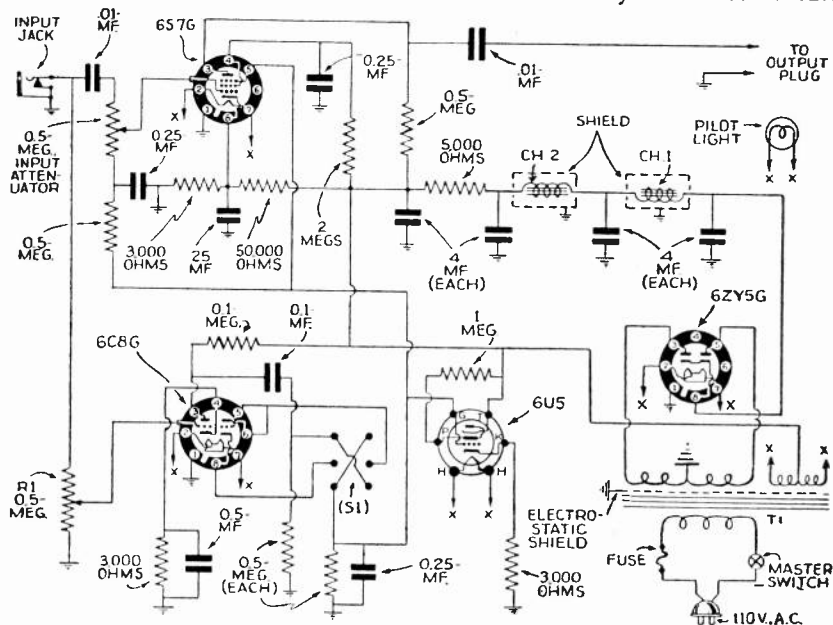 INPUT
JACK
.01-
MF.
6S7G
0.25-
MF
.01-
MF
TO
OUTPUT
PLUG
0.5-
MEG
SHIELD
PILOT
LIGHT
5,000
OHMS
CH 2
CH.1
0.5-
MEG.,
INPUT
ATTEN-
UATOR
0.25
MF.
0.5-
MEG.
3,000
OHMS
25
MF
50,000
OHMS
2
MEGS
4
MF
(EACH)
4
MF
(EACH)
6ZY5G
0.1-
MEG.
0.1-
MF.
6C8G
1
MEG
6U5
P
G
T
K
H
H
R1
0.5-
MEG.
(S1)
0.5-
MF
3,000
OHMS
0.5-
MEG
(EACH)
0.25-
MF.
3,000
OHMS
ELECTRO-
STATIC
SHIELD
T1
FUSE
MASTER
SWITCH
110V., A.C.
X
X
X
X
X
X
X
X
X
X
X
X
X
X